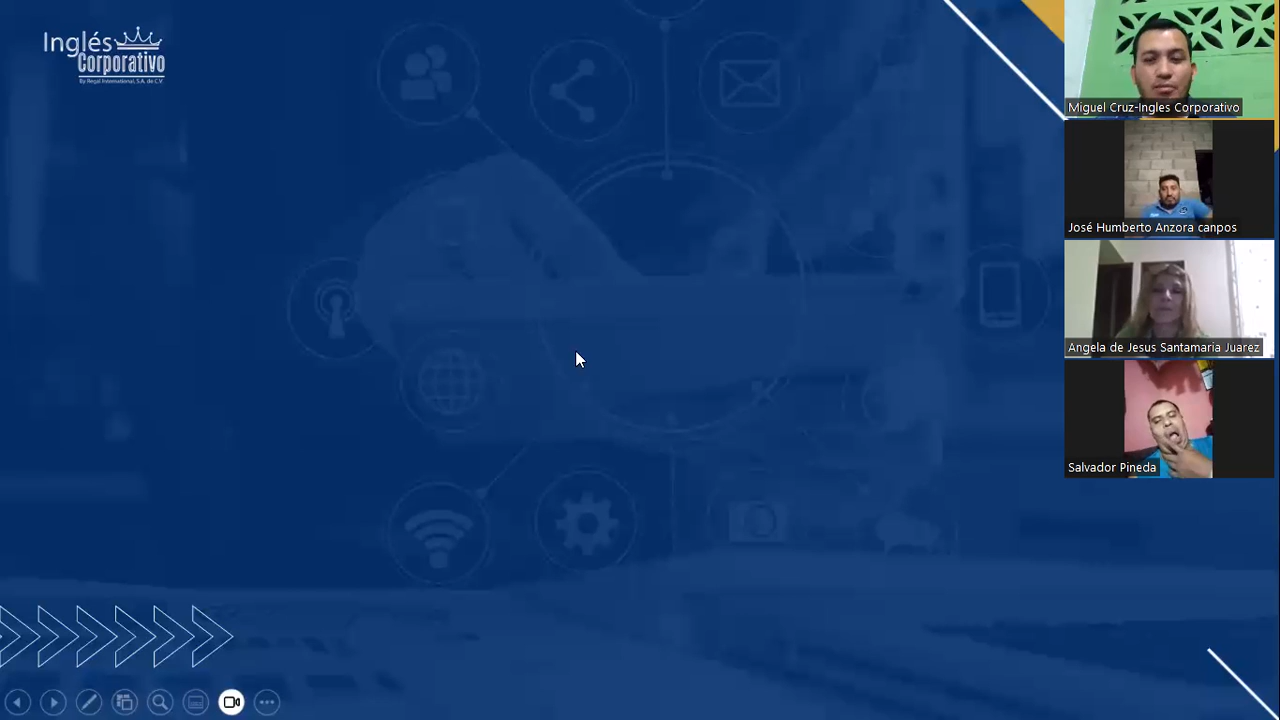 Inglés
Corporativo
By Regal International, S.A. de C.V.
Miguel Cruz-Ingles Corporativo
José Humberto Anzora canpos
Angela de Jesus Santamaria Juarez
Salvador Pineda